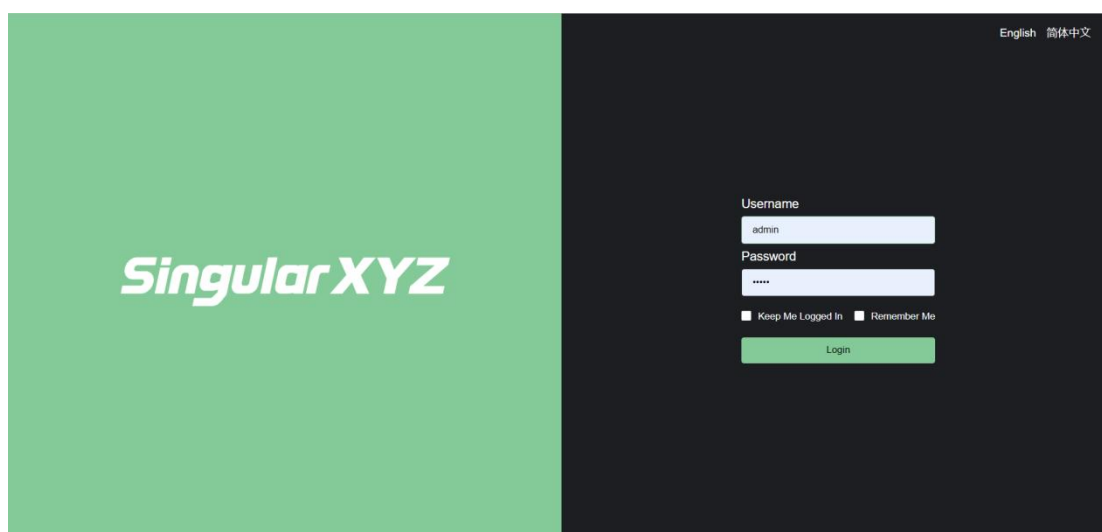 English 简体中文
SingularXYZ
Username
admin
Password
•••••
Keep Me Logged In Remember Me
Login